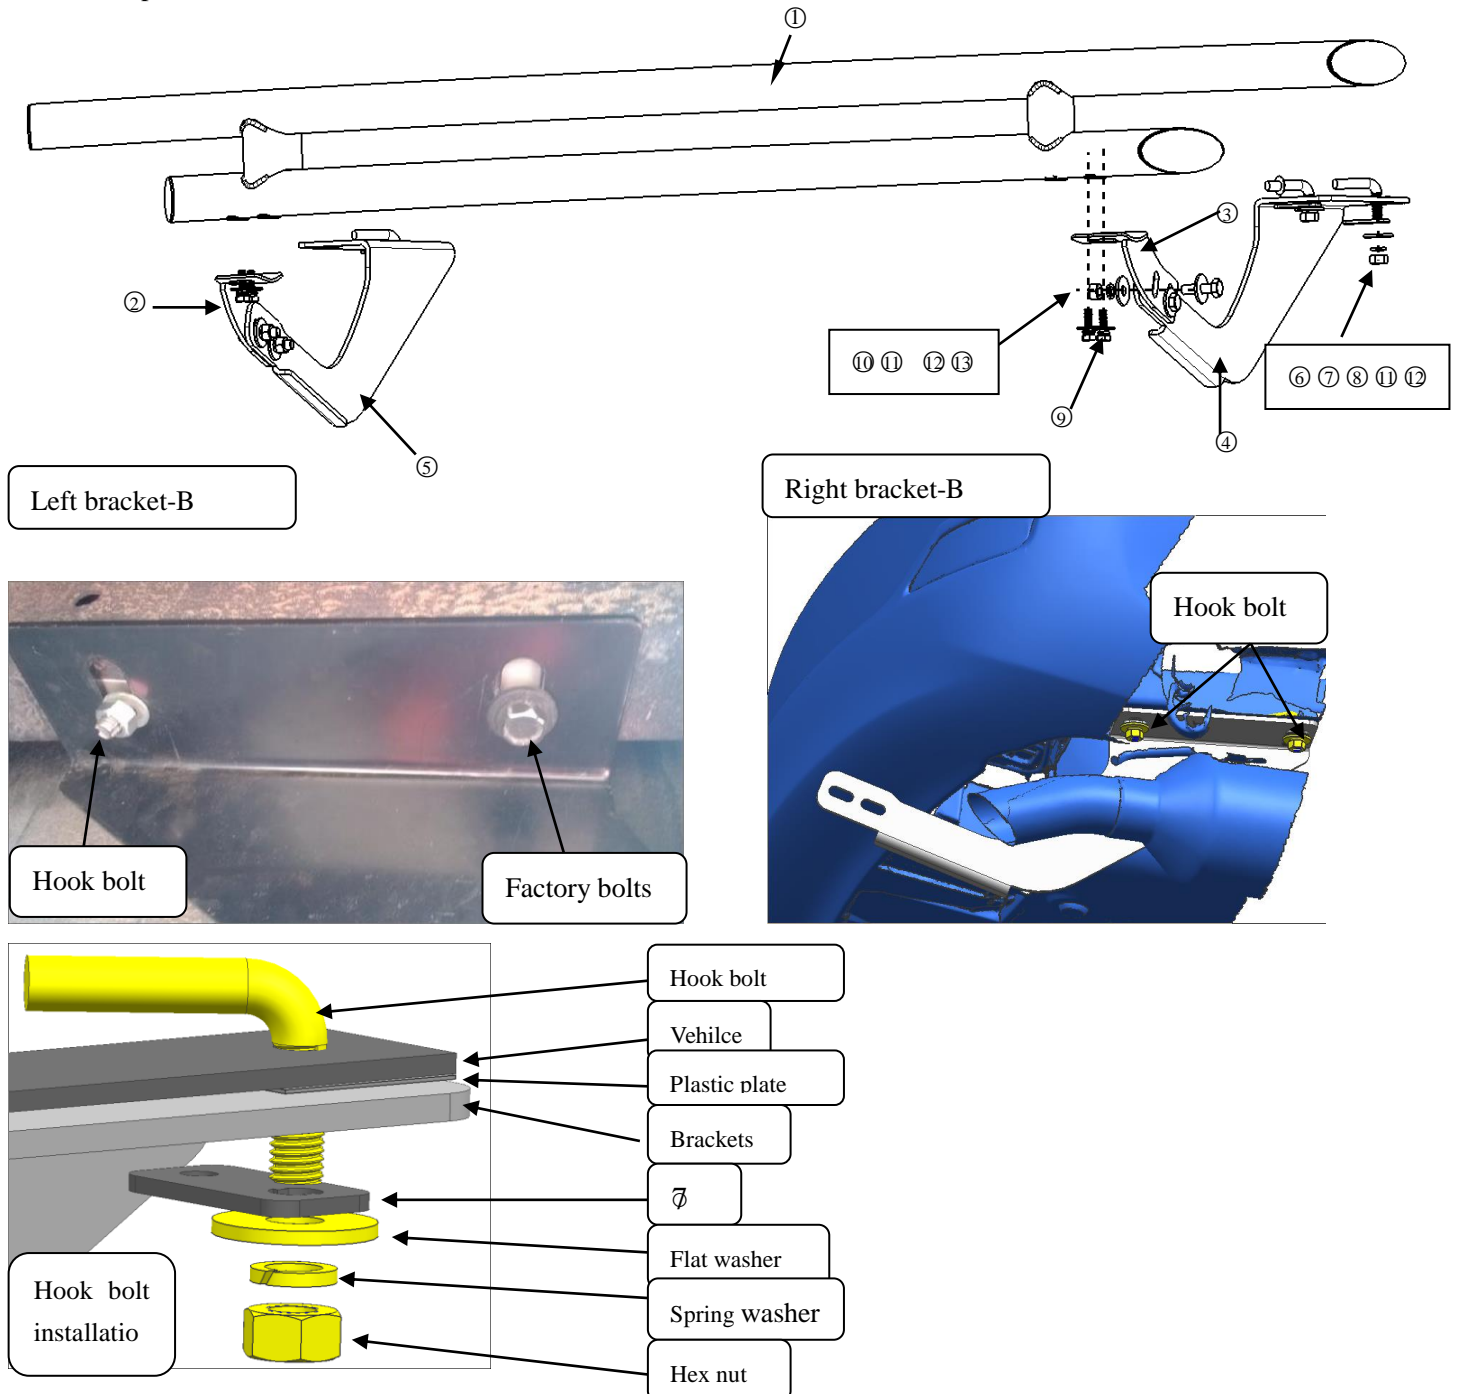 ①
③
②
⑩ ⑪ ⑫ ⑬
⑥ ⑦ ⑧ ⑪ ⑫
⑨
④
⑤
Left bracket-B
Right bracket-B
Hook bolt
Hook bolt
Factory bolts
Hook bolt
Vehilce
Plastic plate
Brackets
⑦
Flat washer
Spring washer
Hex nut
Hook bolt
installatio